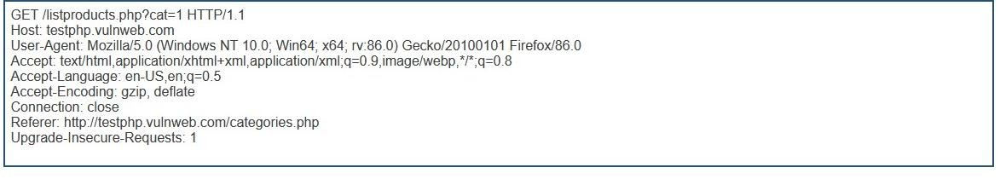 GET /listproducts.php?cat=1 HTTP/1.1
Host: testphp.vulnweb.com
User-Agent: Mozilla/5.0 (Windows NT 10.0; Win64; x64; rv:86.0) Gecko/20100101 Firefox/86.0
Accept: text/html,application/xhtml+xml,application/xml;q=0.9,image/webp,*/*;q=0.8
Accept-Language: en-US,en;q=0.5
Accept-Encoding: gzip, deflate
Connection: close
Referer: http://testphp.vulnweb.com/categories.php
Upgrade-Insecure-Requests: 1